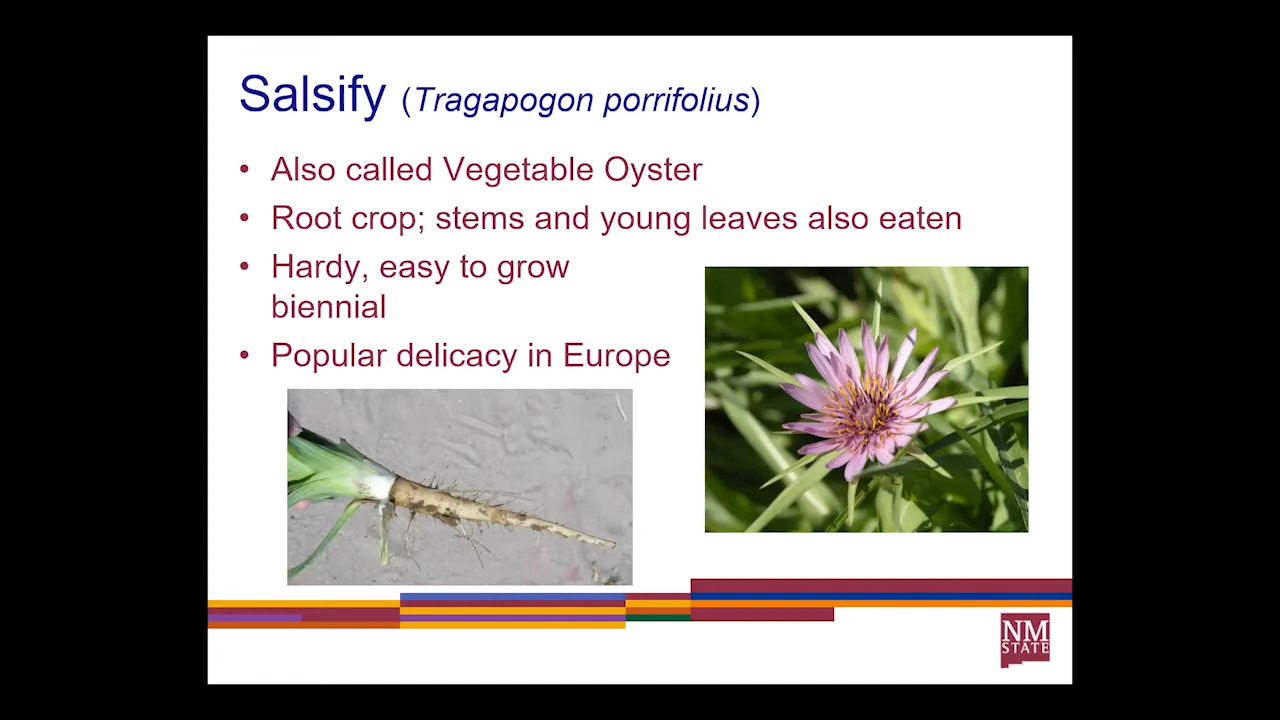 Salsify (Tragapogon porrifolius)
• Also called Vegetable Oyster
• Root crop; stems and young leaves also eaten
• Hardy, easy to grow
biennial
• Popular delicacy in Europe
NM
STATE